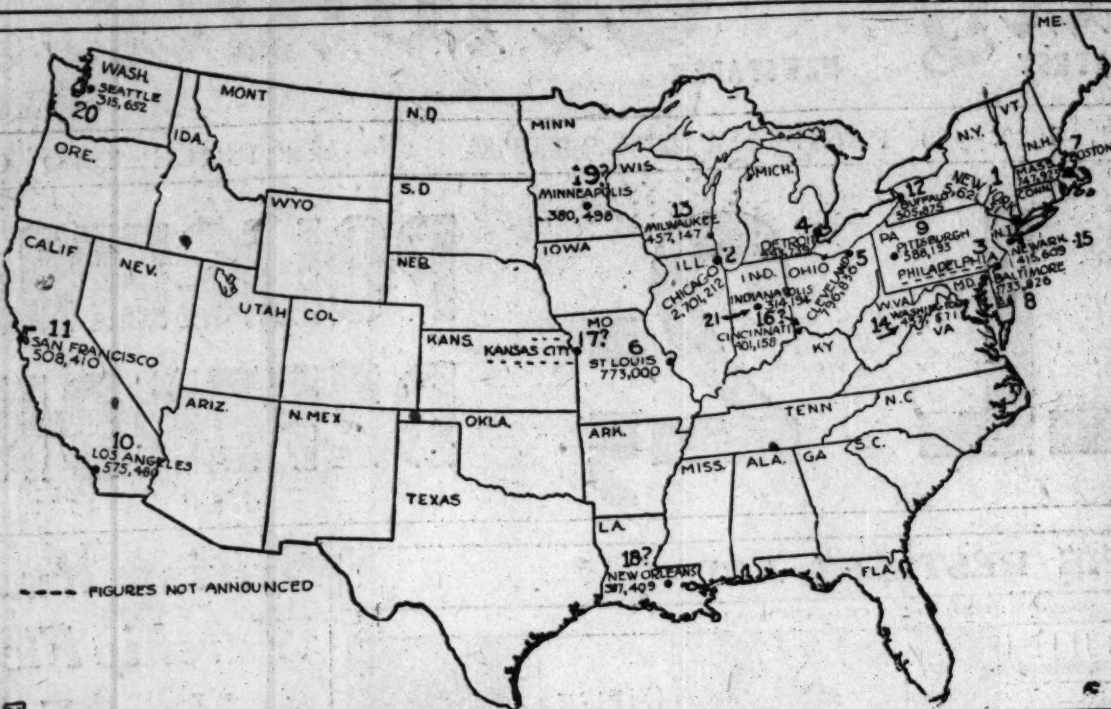 WASH.
SEATTLE
315,652
20
MONT
N.D.
MINN
ME.
VT.
N.H.
N.Y.
IDA.
ORE.
S.D
WIS.
MICH.
19?
MINNEAPOLIS
380,498
WYO
13
MILWAUKEE
457,147
4
DETROIT
12
BUFFALO
505,875
NEW YORK
1
7
BOSTON
MASS
CONN
CALIF
NEV.
IOWA
NEB.
ILL.
2
CHICAGO
2,701,212
IND.
OHIO
5
CLEVELAND
PA
9
PITTSBURGH
588,193
3
PHILADELPHIA
N.J.
NEWARK
15
415,609
MD.
BALTIMORE
733,826
8
INDIANAPOLIS
314,194
21
16?
CINCINNATI
401,158
W.VA.
14
WASHINGTON
VA
UTAH
COL
KANS.
KANSAS CITY
17?
MO
6
ST LOUIS
773,000
KY
11
SAN FRANCISCO
508,410
ARIZ.
N.MEX
OKLA.
ARK.
TENN
N.C
S.C.
10
LOS ANGELES
575,480
TEXAS
MISS.
ALA.
GA
LA.
18?
NEW ORLEANS
FLA.
FIGURES NOT ANNOUNCED